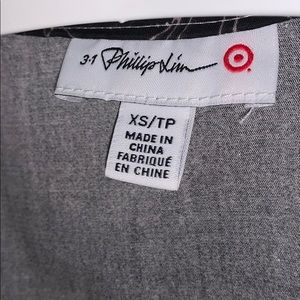 3.1 Phillip Lim
XS/TP
MADE IN
CHINA
FABRIQUÉ
EN CHINE